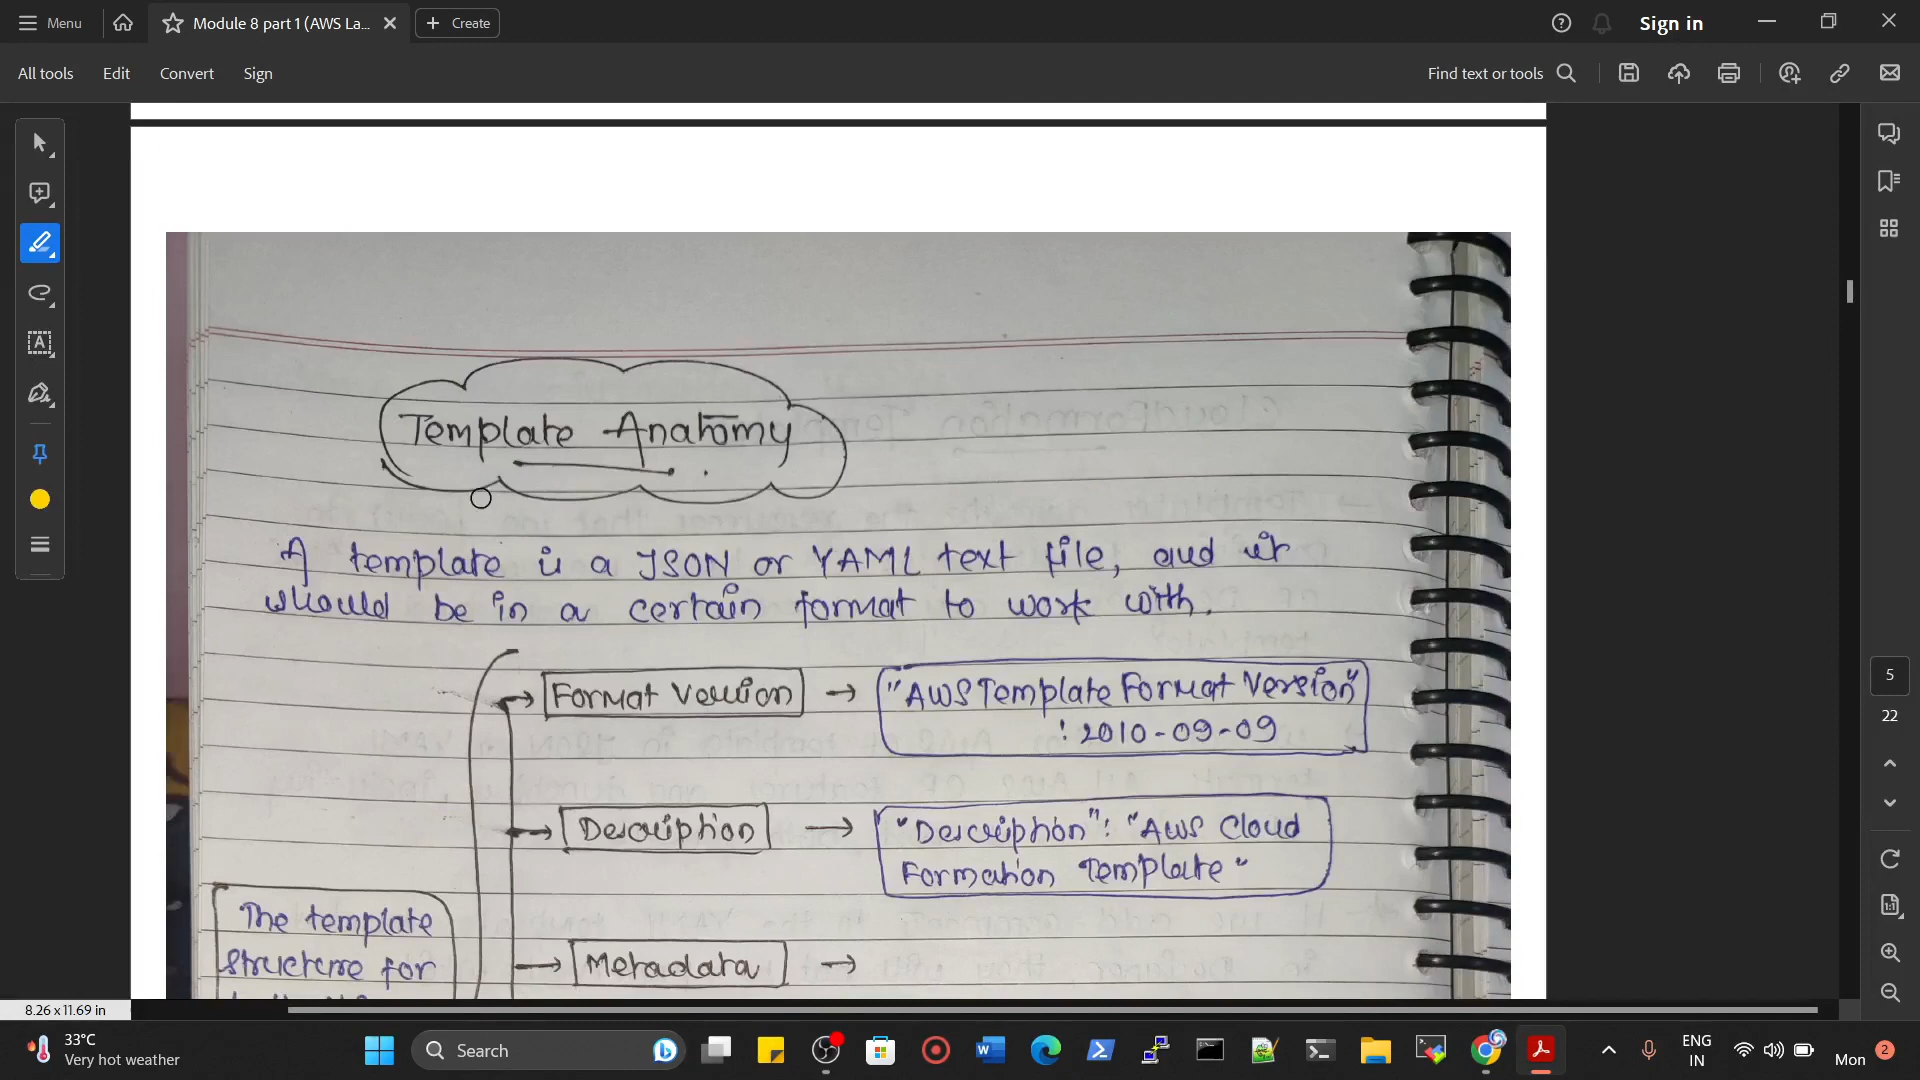 Menu
Module 8 part 1 (AWS La...
Create
Sign in
All tools
Edit
Convert
Sign
Find text or tools
Template Anatomy
A template is a JSON or YAML text file, and it
should be in a certain format to work with.
Format Version
"AWSTemplate Format Version"
: 2010-09-09
Description
"Description": "AWS Cloud
Formation Template"
The template
structure for
Metadata
5
22
8.26 x 11.69 in
33°C
Very hot weather
Search
ENG
IN
Mon
2